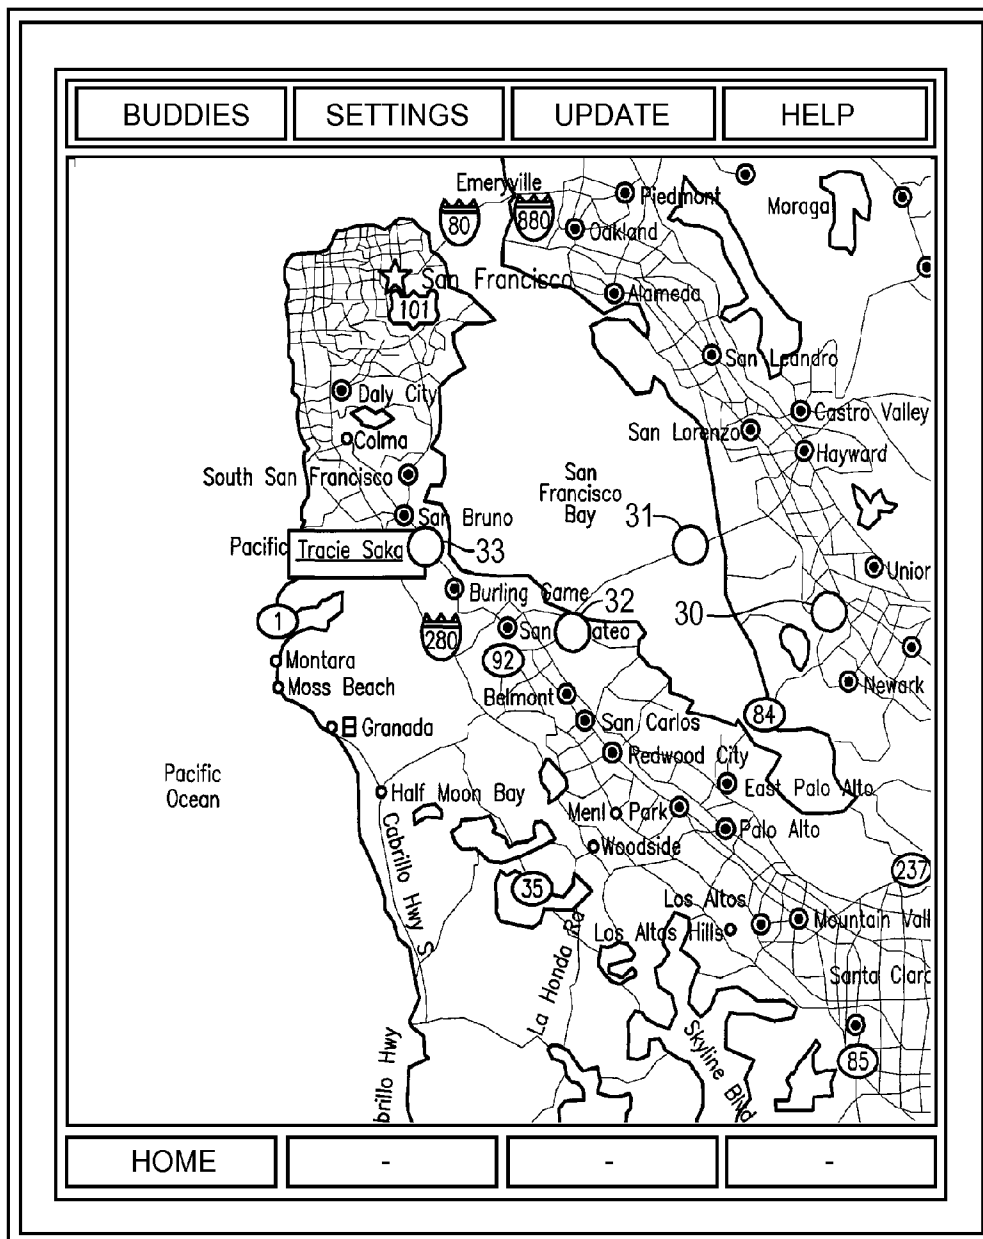 BUDDIES SETTINGS UPDATE HELP
Emeryville
Piedmont
Moraga
80
880
Oakland
San Francisco
Alameda
101
San Leandro
Daly City
Castro Valley
San Lorenzo
Colma
Hayward
South San Francisco
San
Francisco
Bay
31
San Bruno
Pacific
Tracie Saka
33
Union
Burling Game
32
30
1
280
San ateo
92
Montara
Moss Beach
Belmont
Newark
84
San Carlos
El Granada
Redwood City
Pacific
Ocean
East Palo Alto
Half Moon Bay
Menl Park
Palo Alto
Cabrillo Hwy S
Woodside
237
35
Los Altos
Mountain Vall
Los Altos Hills
La Honda Ra
Santa Clarc
Skyline Blvd
85
brillo Hwy
HOME - - -